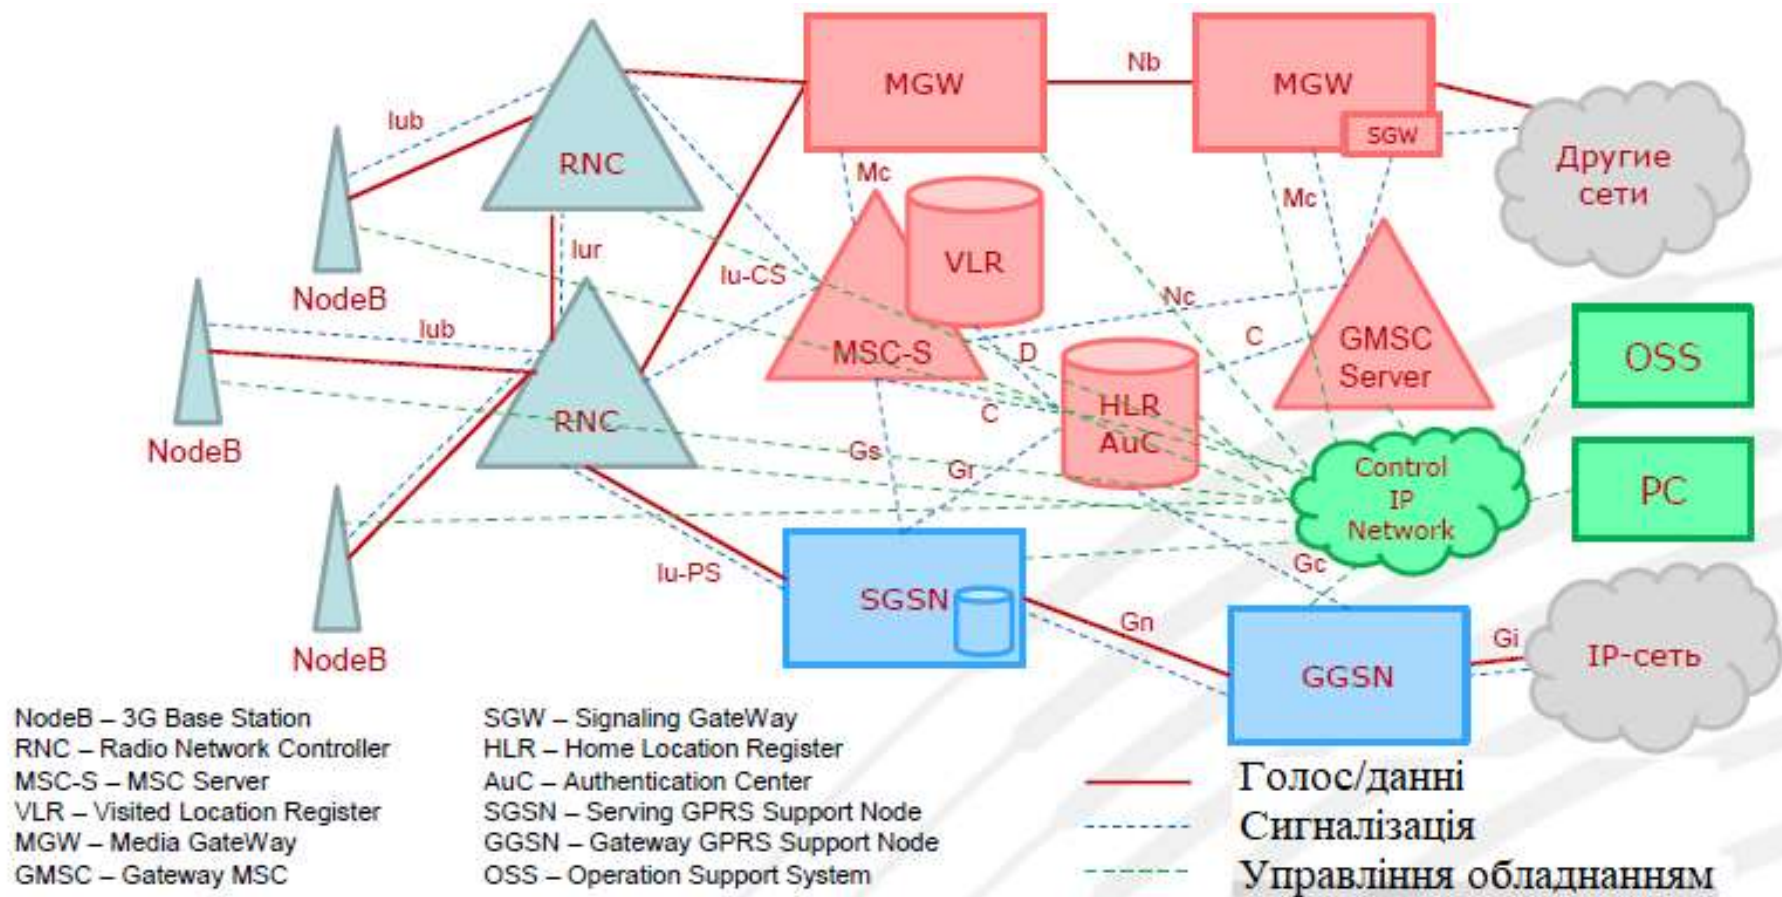 MGW
Nb
MGW
SGW
Другие
сети
Iub
RNC
Mc
VLR
Mc
Iur
Iu-CS
NodeB
Nc
Iub
MSC-S
D
C
GMSC
Server
OSS
RNC
C
HLR
AuC
NodeB
Gs
Gr
Control
IP
Network
PC
Iu-PS
SGSN
Gc
Gn
Gi
IP-сеть
NodeB
GGSN
NodeB – 3G Base Station
RNC – Radio Network Controller
MSC-S – MSC Server
VLR – Visited Location Register
MGW – Media GateWay
GMSC – Gateway MSC
SGW – Signaling GateWay
HLR – Home Location Register
AuC – Authentication Center
SGSN – Serving GPRS Support Node
GGSN – Gateway GPRS Support Node
OSS – Operation Support System
Голос/данні
Сигналізація
Управління обладнанням